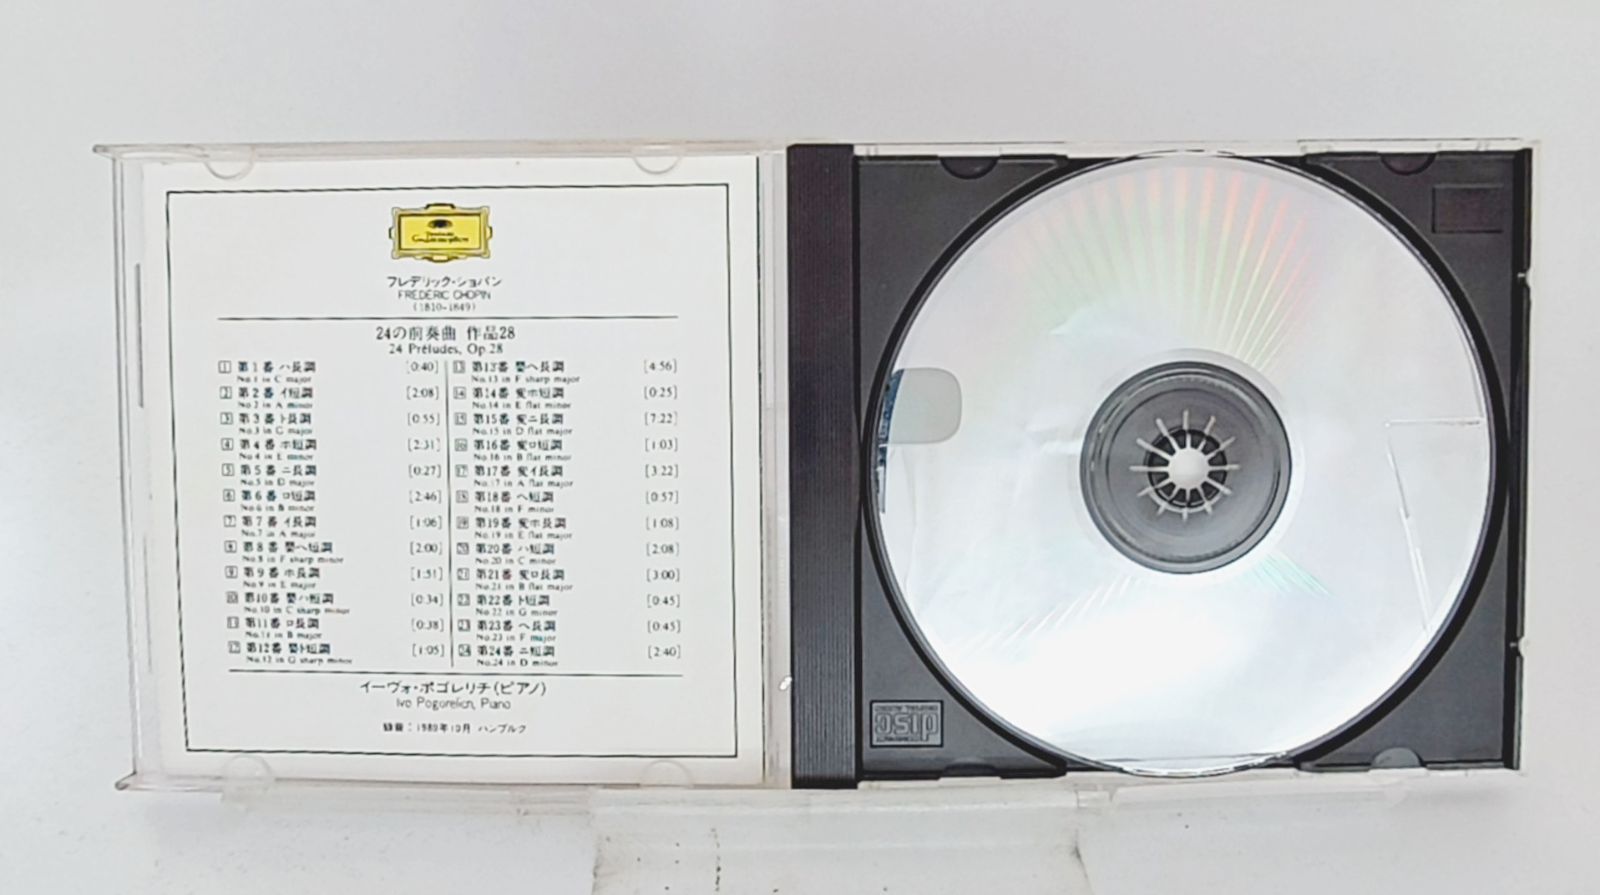 Deutsche
Grammophon
フレデリック・ショパン
FRÉDÉRIC CHOPIN
(1810-1849)
24の前奏曲 作品28
24 Préludes, Op.28
1 第1番 ハ長調 [0:40]
No.1 in C major
2 第2番 イ短調 [2:08]
No.2 in A minor
3 第3番 ト長調 [0:55]
No.3 in G major
4 第4番 ホ短調 [2:31]
No.4 in E minor
5 第5番 ニ長調 [0:27]
No.5 in D major
6 第6番 ロ短調 [2:46]
No.6 in B minor
7 第7番 イ長調 [1:06]
No.7 in A major
8 第8番 嬰ヘ短調 [2:00]
No.8 in F sharp minor
9 第9番 ホ長調 [1:51]
No.9 in E major
10 第10番 嬰ハ短調 [0:34]
No.10 in C sharp minor
11 第11番 ロ長調 [0:38]
No.11 in B major
12 第12番 嬰ト短調 [1:05]
No.12 in G sharp minor
13 第13番 嬰ヘ長調 [4:56]
No.13 in F sharp major
14 第14番 変ホ短調 [0:25]
No.14 in E flat minor
15 第15番 変ニ長調 [7:22]
No.15 in D flat major
16 第16番 変ロ短調 [1:03]
No.16 in B flat minor
17 第17番 変イ長調 [3:22]
No.17 in A flat major
18 第18番 ヘ短調 [0:57]
No.18 in F minor
19 第19番 変ホ長調 [1:08]
No.19 in E flat major
20 第20番 ハ短調 [2:08]
No.20 in C minor
21 第21番 変ロ長調 [3:00]
No.21 in B flat major
22 第22番 ト短調 [0:45]
No.22 in G minor
23 第23番 ヘ長調 [0:45]
No.23 in F major
24 第24番 ニ短調 [2:40]
No.24 in D minor
イーヴォ・ポゴレリチ(ピアノ)
Ivo Pogorelich, Piano
録音:1989年10月 ハンブルク
disc